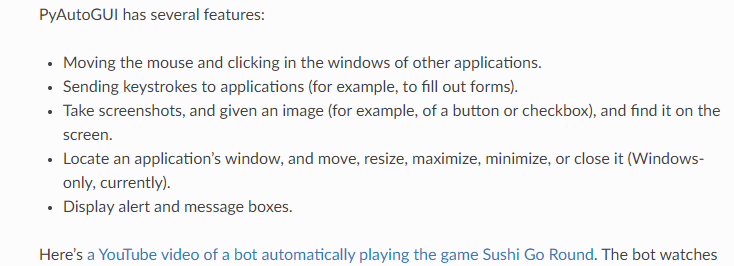 PyAutoGUI has several features:
• Moving the mouse and clicking in the windows of other applications.
• Sending keystrokes to applications (for example, to fill out forms).
• Take screenshots, and given an image (for example, of a button or checkbox), and find it on the
screen.
• Locate an application’s window, and move, resize, maximize, minimize, or close it (Windows-
only, currently).
• Display alert and message boxes.
Here’s a YouTube video of a bot automatically playing the game Sushi Go Round. The bot watches